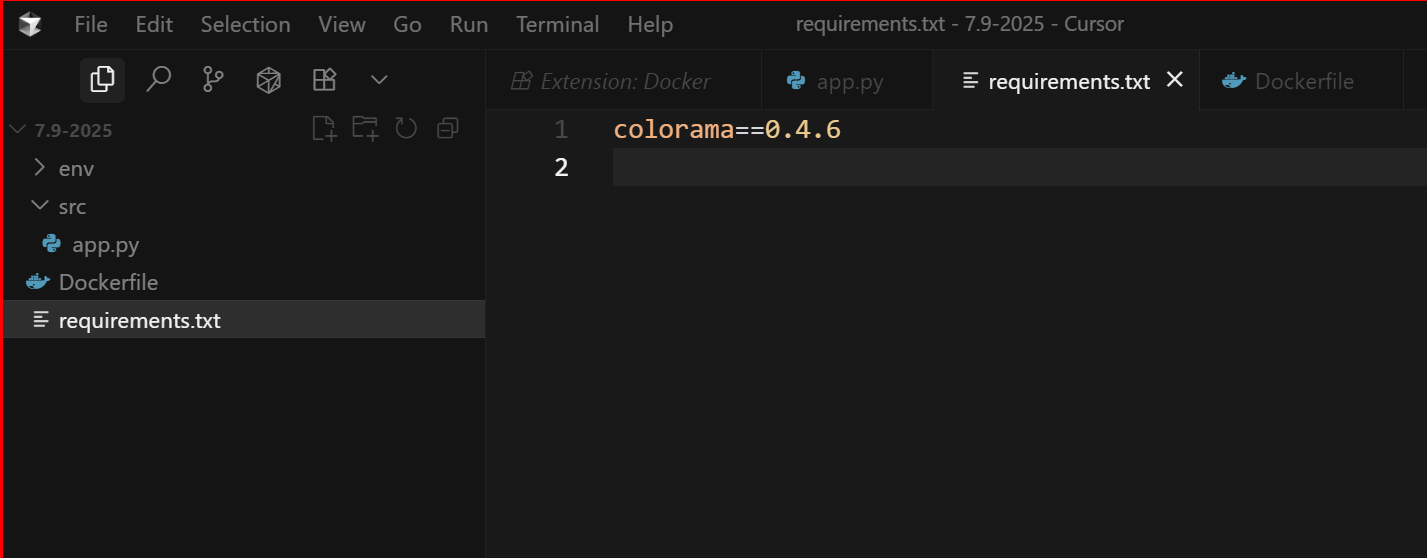 File Edit Selection View Go Run Terminal Help requirements.txt - 7.9-2025 - Cursor
Extension: Docker app.py requirements.txt Dockerfile
7.9-2025
env
src
app.py
Dockerfile
requirements.txt
1 colorama==0.4.6
2